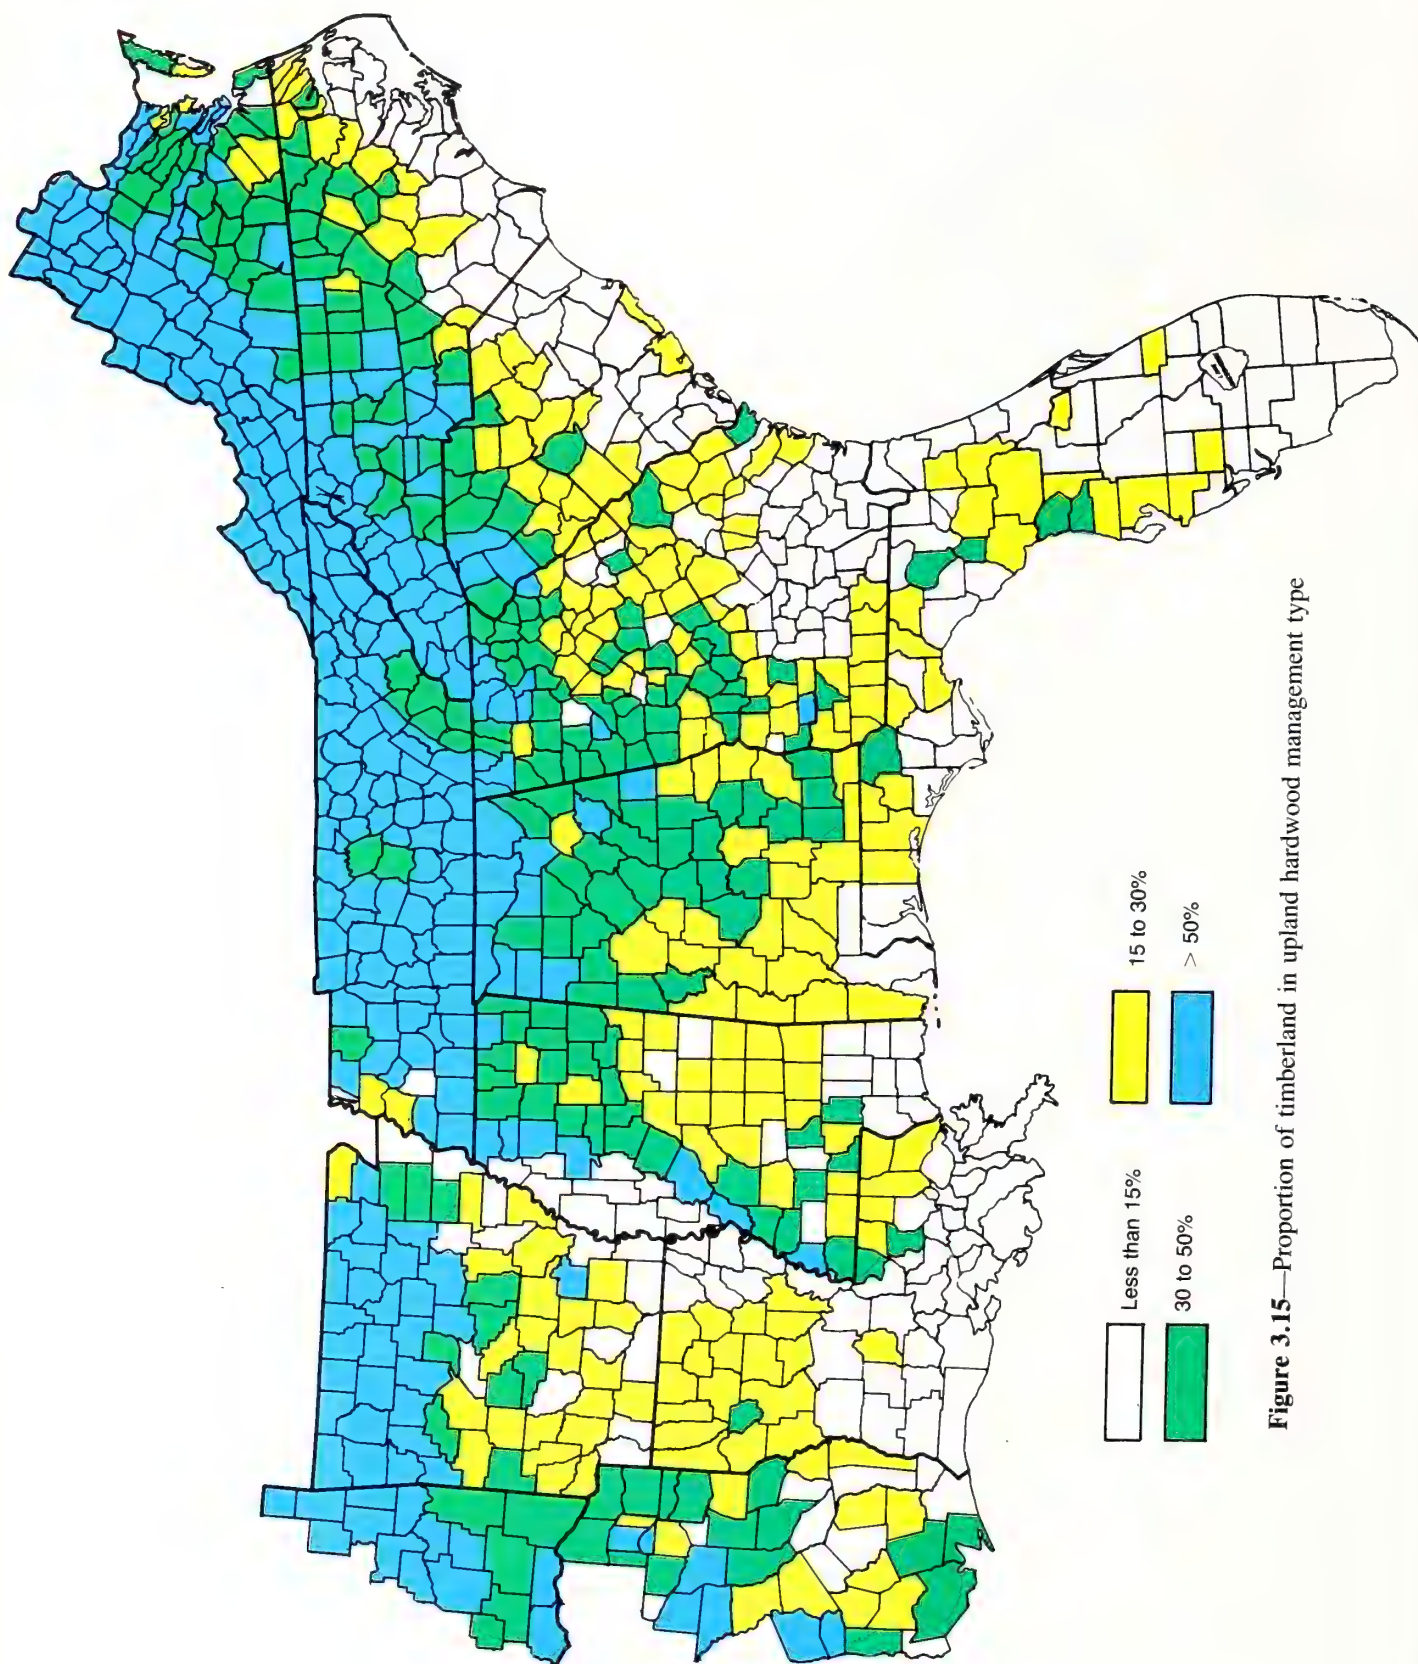 Less than 15%
15 to 30%
30 to 50%
> 50%
Figure 3.15—Proportion of timberland in upland hardwood management type